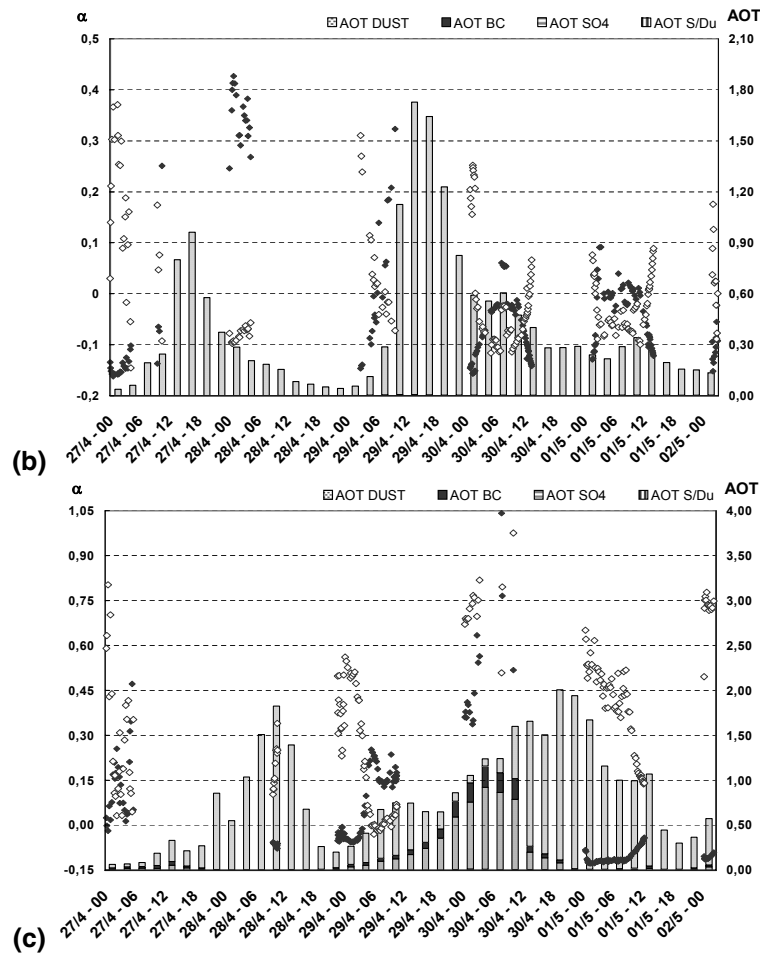 α AOT DUST AOT BC AOT SO4 AOT S/Du AOT
0,5 2,10
0,4 1,80
0,3 1,50
0,2 1,20
0,1 0,90
0 0,60
-0,1 0,30
-0,2 0,00
27/4 - 00 27/4 - 06 27/4 - 12 27/4 - 18 28/4 - 00 28/4 - 06 28/4 - 12 28/4 - 18 29/4 - 00 29/4 - 06 29/4 - 12 29/4 - 18 30/4 - 00 30/4 - 06 30/4 - 12 30/4 - 18 01/5 - 00 01/5 - 06 01/5 - 12 01/5 - 18 02/5 - 00
(b)
α AOT DUST AOT BC AOT SO4 AOT S/Du AOT
1,05 4,00
0,90 3,50
0,75 3,00
0,60 2,50
0,45 2,00
0,30 1,50
0,15 1,00
0,00 0,50
-0,15 0,00
27/4 - 00 27/4 - 06 27/4 - 12 27/4 - 18 28/4 - 00 28/4 - 06 28/4 - 12 28/4 - 18 29/4 - 00 29/4 - 06 29/4 - 12 29/4 - 18 30/4 - 00 30/4 - 06 30/4 - 12 30/4 - 18 01/5 - 00 01/5 - 06 01/5 - 12 01/5 - 18 02/5 - 00
(c)